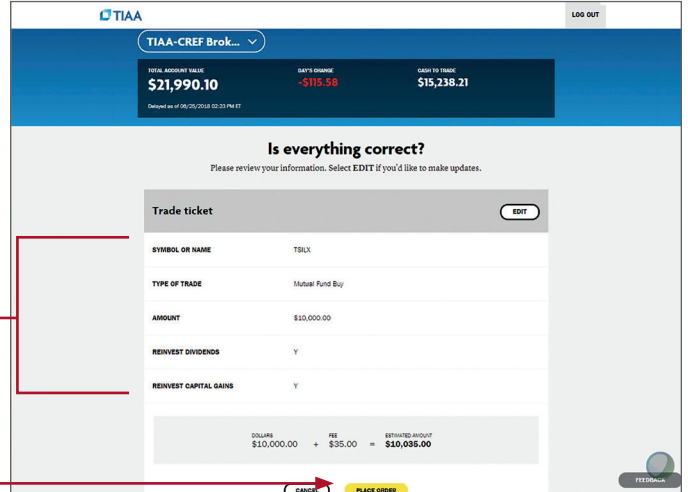 TIAA
LOG OUT
TIAA-CREF Brok...
TOTAL ACCOUNT VALUE DAY'S CHANGE CASH TO TRADE
$21,990.10 -$115.58 $15,238.21
Delayed as of 06/25/2018 02:23 PM ET
Is everything correct?
Please review your information. Select EDIT if you'd like to make updates.
Trade ticket EDIT
SYMBOL OR NAME TSILX
TYPE OF TRADE Mutual Fund Buy
AMOUNT $10,000.00
REINVEST DIVIDENDS Y
REINVEST CAPITAL GAINS Y
DOLLARS FEE ESTIMATED AMOUNT
$10,000.00 + $35.00 = $10,035.00
CANCEL PLACE ORDER
FEEDBACK